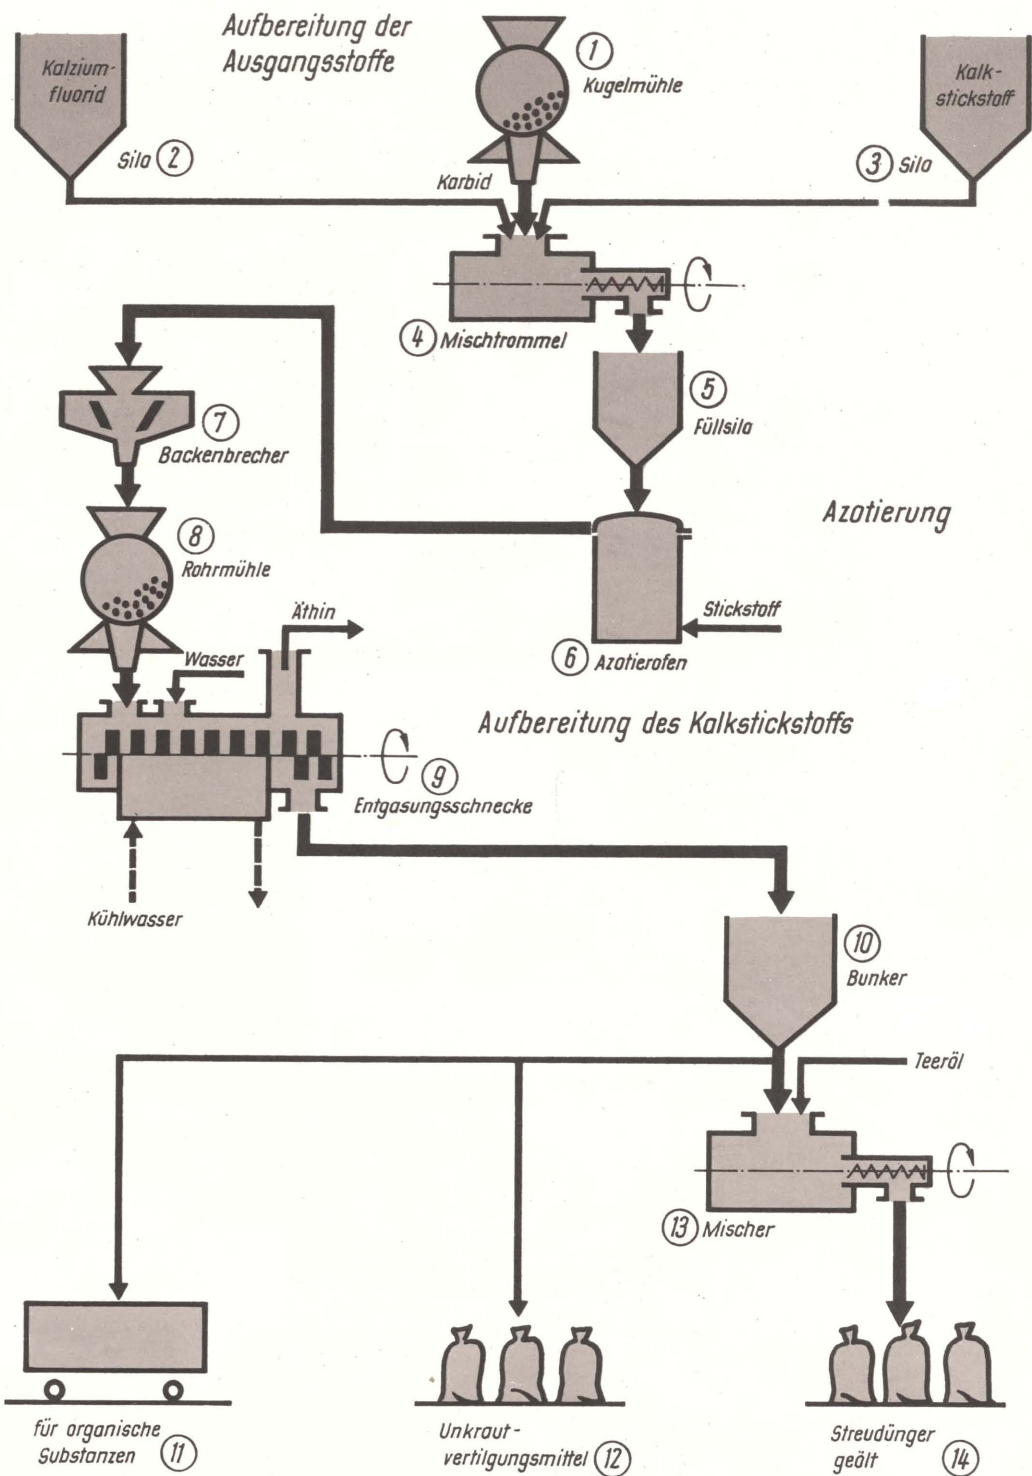 Aufbereitung der
Ausgangsstoffe
Kalzium-
fluorid
Silo 2
1
Kugelmühle
Karbid
Kalk-
stickstoff
3 Silo
4 Mischtrommel
5
Füllsilo
7
Backenbrecher
Azotierung
8
Rohrmühle
Stickstoff
6 Azotierofen
Äthin
Wasser
Aufbereitung des Kalkstickstoffs
9
Entgasungsschnecke
Kühlwasser
10
Bunker
Teeröl
13 Mischer
für organische
Substanzen 11
Unkraut-
vertilgungsmittel 12
Streudünger
geölt 14